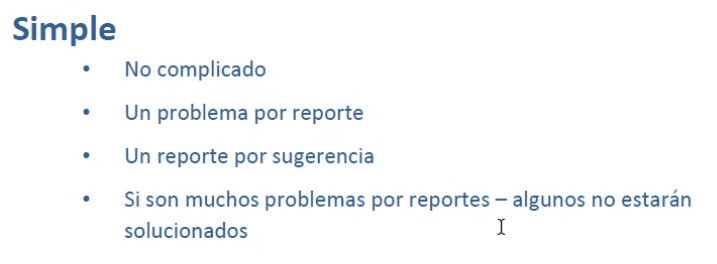 Simple
• No complicado
• Un problema por reporte
• Un reporte por sugerencia
• Si son muchos problemas por reportes – algunos no estarán
solucionados